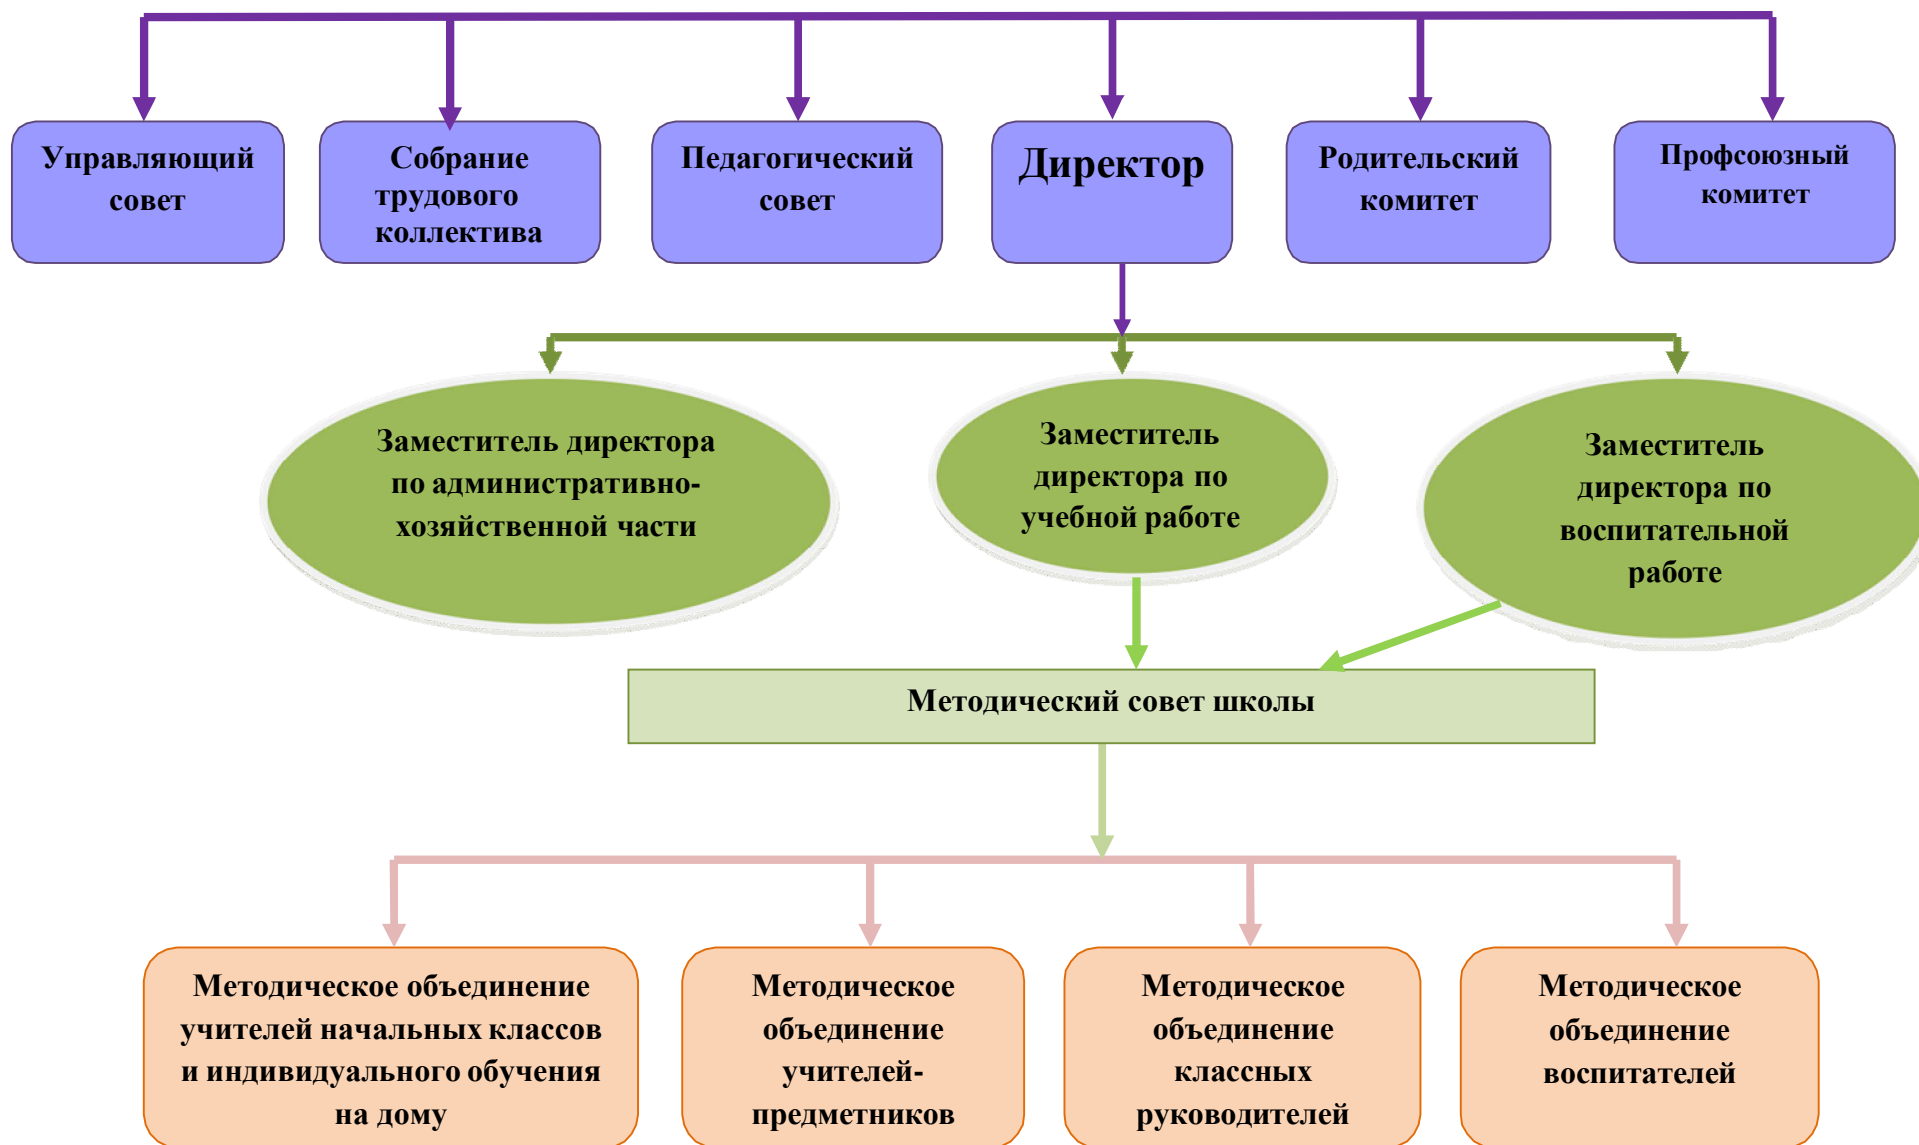 Управляющий
совет
Собрание
трудового
коллектива
Педагогический
совет
Директор
Родительский
комитет
Профсоюзный
комитет
Заместитель директора
по административно-
хозяйственной части
Заместитель
директора по
учебной работе
Заместитель
директора по
воспитательной
работе
Методический совет школы
Методическое объединение
учителей начальных классов
и индивидуального обучения
на дому
Методическое
объединение
учителей-
предметников
Методическое
объединение
классных
руководителей
Методическое
объединение
воспитателей